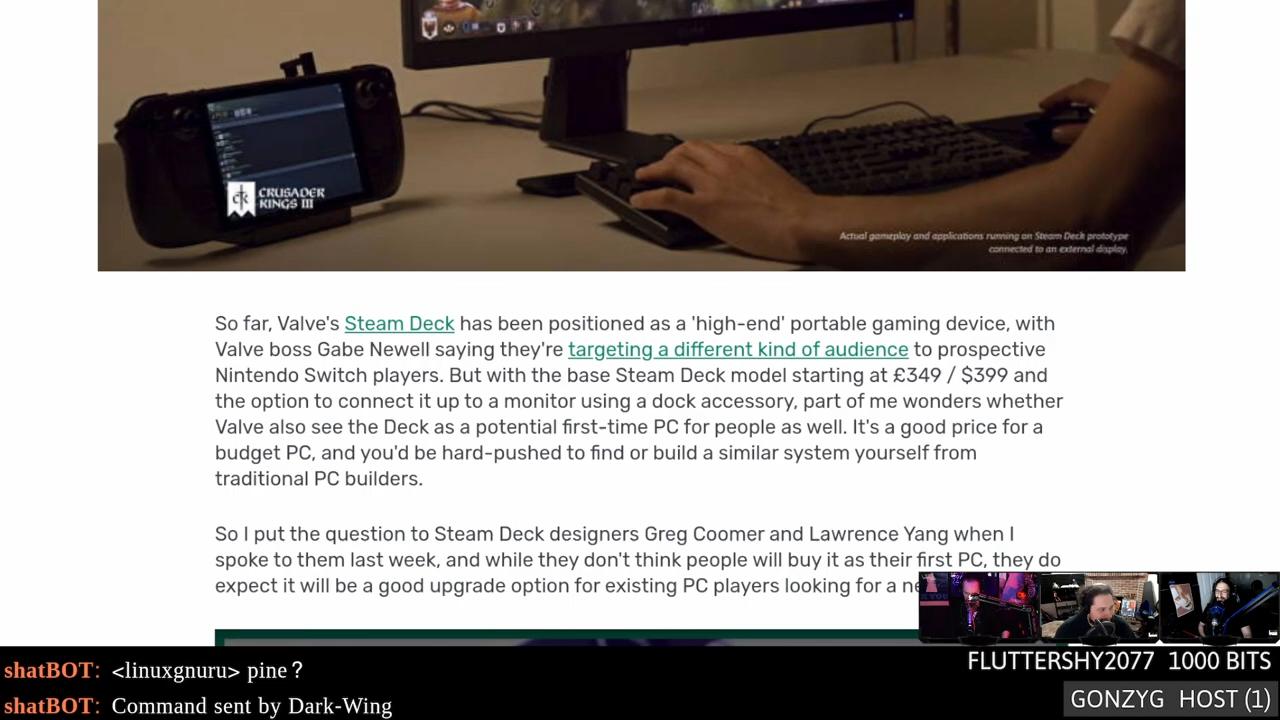 CRUSADER
KINGS III
Actual gameplay and applications running on Steam Deck prototype
connected to an external display.
So far, Valve's Steam Deck has been positioned as a 'high-end' portable gaming device, with
Valve boss Gabe Newell saying they're targeting a different kind of audience to prospective
Nintendo Switch players. But with the base Steam Deck model starting at £349 / $399 and
the option to connect it up to a monitor using a dock accessory, part of me wonders whether
Valve also see the Deck as a potential first-time PC for people as well. It's a good price for a
budget PC, and you'd be hard-pushed to find or build a similar system yourself from
traditional PC builders.
So I put the question to Steam Deck designers Greg Coomer and Lawrence Yang when I
spoke to them last week, and while they don't think people will buy it as their first PC, they do
expect it will be a good upgrade option for existing PC players looking for a
shatBOT: <linuxgnuru> pine?
shatBOT: Command sent by Dark-Wing
FLUTTERSHY2077 1000 BITS
GONZYG HOST (1)